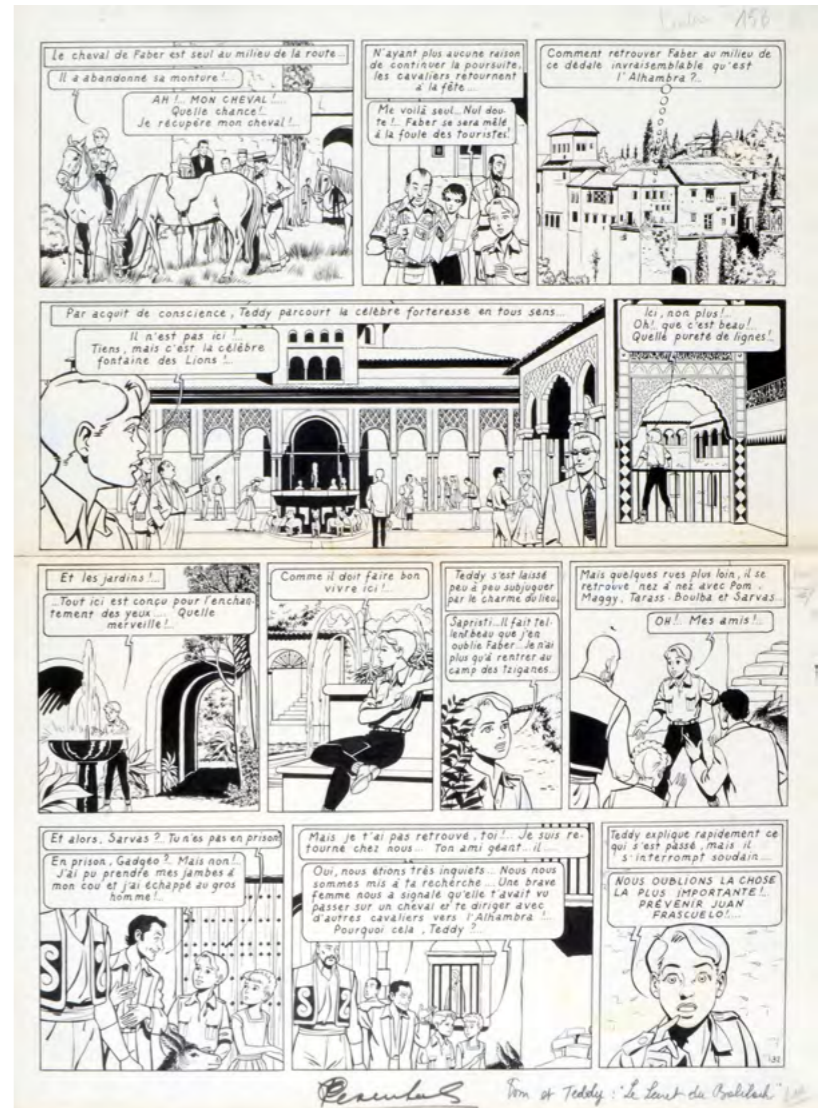 156
Le cheval de Faber est seul au milieu de la route...
Il a abandonné sa monture!..
AH!.. MON CHEVAL!...
Quelle chance!..
Je récupère mon cheval!..
N'ayant plus aucune raison
de continuer la poursuite,
les cavaliers retournent
à la fête...
Me voilà seul... Nul dou-
te!.. Faber se sera mêlé
à la foule des touristes!
Comment retrouver Faber au milieu de
ce dédale invraisemblable qu'est
l'Alhambra?..
Par acquit de conscience, Teddy parcourt la célèbre forteresse en tous sens...
Il n'est pas ici!..
Tiens, mais c'est la célèbre
fontaine des Lions!..
Ici, non plus!..
Oh!.. que c'est beau!..
Quelle pureté de lignes!..
Et les jardins!...
...Tout ici est conçu pour l'enchan-
tement des yeux... Quelle
merveille!...
Comme il doit faire bon
vivre ici!...
Teddy s'est laissé
peu à peu subjuguer
par le charme du lieu.
Sapristi... Il fait tel-
lement beau que j'en
oublie Faber... Je n'ai
plus qu'à rentrer au
camp des tziganes...
Mais quelques rues plus loin, il se
retrouve nez à nez avec Pom -
Maggy, Tarass-Boulba et Sarvas...
OH!.. Mes amis!..
Et alors, Sarvas?.. Tu n'es pas en prison?
En prison, Gadgéo?.. Mais non!..
J'ai pu prendre mes jambes à
mon cou et j'ai échappé au gros
homme!..
Mais je t'ai pas retrouvé, toi!.. Je suis re-
tourné chez nous... Ton ami géant... il...
Oui, nous étions très inquiets... Nous nous
sommes mis à ta recherche... Une brave
femme nous a signalé qu'elle t'avait vu
passer sur un cheval et te diriger avec
d'autres cavaliers vers l'Alhambra!..
Pourquoi cela, Teddy?..
Teddy explique rapidement ce
qui s'est passé, mais il
s'interrompt soudain...
NOUS OUBLIONS LA CHOSE
LA PLUS IMPORTANTE!..
PRÉVENIR JUAN
FRASCUELO!...
Tom et Teddy: "Le Secret du Balibach"